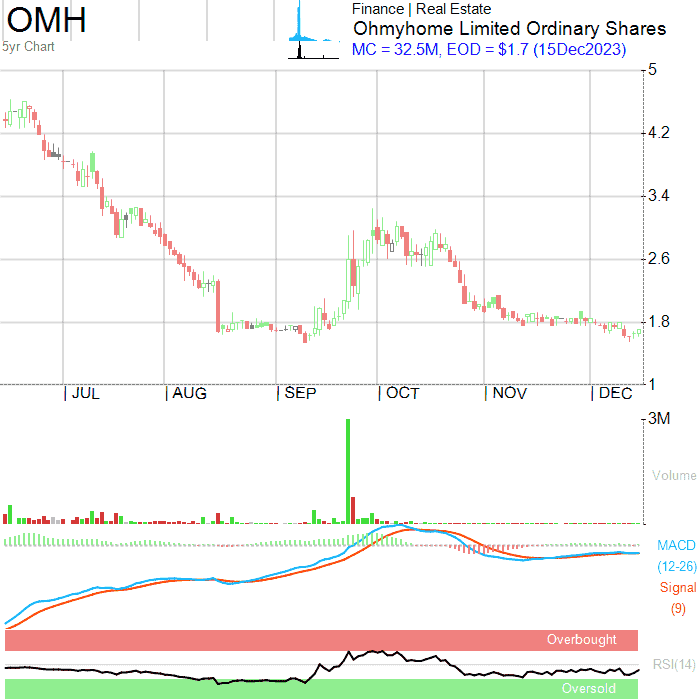 OMH
5yr Chart
Finance | Real Estate
Ohmyhome Limited Ordinary Shares
MC = 32.5M, EOD = $1.7 (15Dec2023)
5
4.2
3.4
2.6
1.8
1
JUL AUG SEP OCT NOV DEC
3M
Volume
MACD
(12-26)
Signal
(9)
Overbought
RSI(14)
Oversold